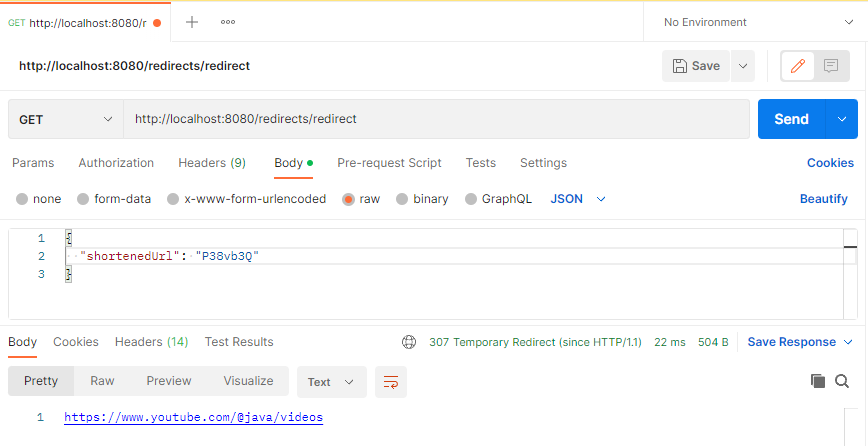 GET http://localhost:8080/r
No Environment
http://localhost:8080/redirects/redirect
Save
GET http://localhost:8080/redirects/redirect
Send
Params Authorization Headers (9) Body Pre-request Script Tests Settings Cookies
none form-data x-www-form-urlencoded raw binary GraphQL JSON Beautify
1 {
2 "shortenedUrl": "P38vb3Q"
3 }
Body Cookies Headers (14) Test Results 307 Temporary Redirect (since HTTP/1.1) 22 ms 504 B Save Response
Pretty Raw Preview Visualize Text
1 https://www.youtube.com/@java/videos